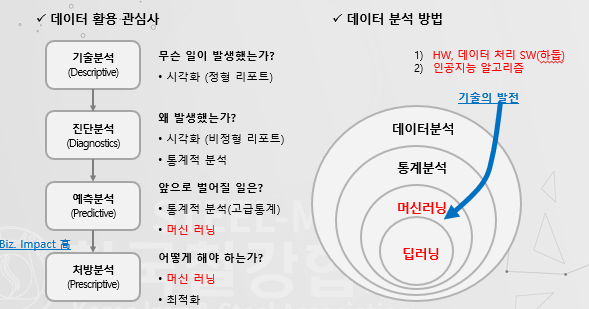 ✓ 데이터 활용 관심사
기술분석
(Descriptive)
무슨 일이 발생했는가?
• 시각화 (정형 리포트)
진단분석
(Diagnostics)
왜 발생했는가?
• 시각화 (비정형 리포트)
• 통계적 분석
예측분석
(Predictive)
앞으로 벌어질 일은?
• 통계적 분석(고급통계)
• 머신 러닝
Biz. Impact 高
처방분석
(Prescriptive)
어떻게 해야 하는가?
• 머신 러닝
• 최적화
✓ 데이터 분석 방법
1) HW, 데이터 처리 SW(하둡)
2) 인공지능 알고리즘
기술의 발전
데이터분석
통계분석
머신러닝
딥러닝